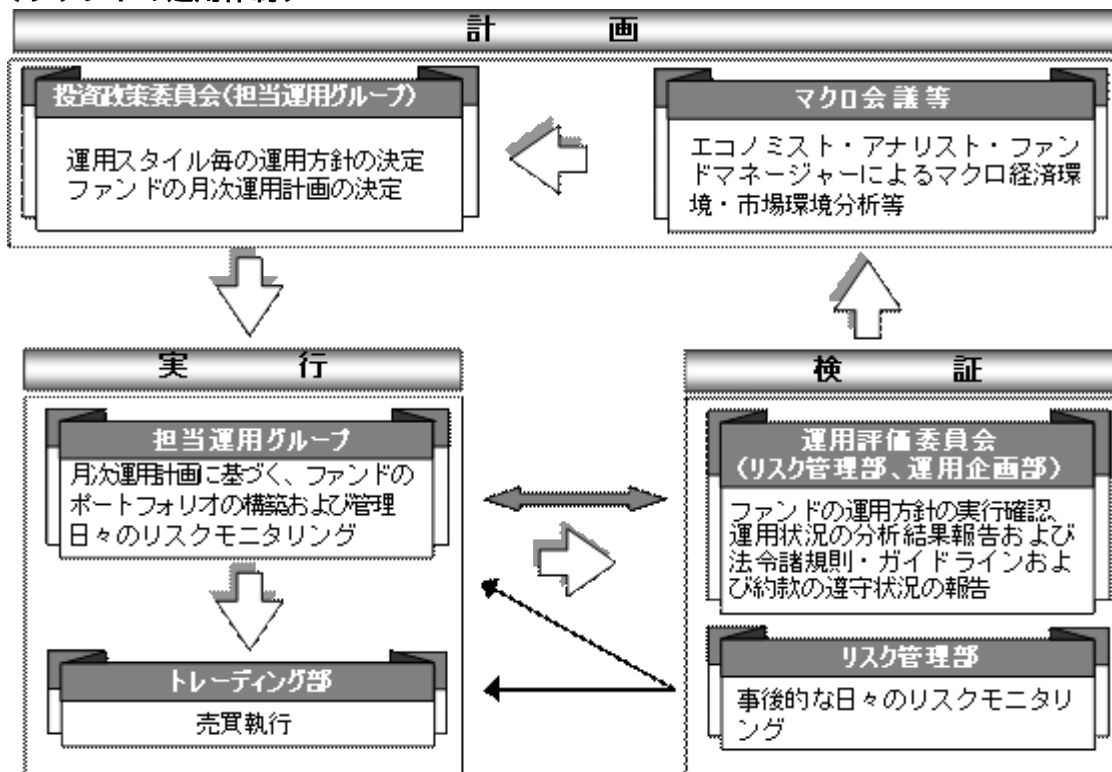 計 画
投資政策委員会(担当運用グループ)
運用スタイル毎の運用方針の決定
ファンドの月次運用計画の決定
マクロ会議等
エコノミスト・アナリスト・ファン
ドマネージャーによるマクロ経済環
境・市場環境分析等
実 行
担当運用グループ
月次運用計画に基づく、ファンドの
ポートフォリオの構築および管理
日々のリスクモニタリング
トレーディング部
売買執行
検 証
運用評価委員会
(リスク管理部、運用企画部)
ファンドの運用方針の実行確認、
運用状況の分析結果報告および
法令諸規則・ガイドラインおよ
び約款の遵守状況の報告
リスク管理部
事後的な日々のリスクモニタリ
ング